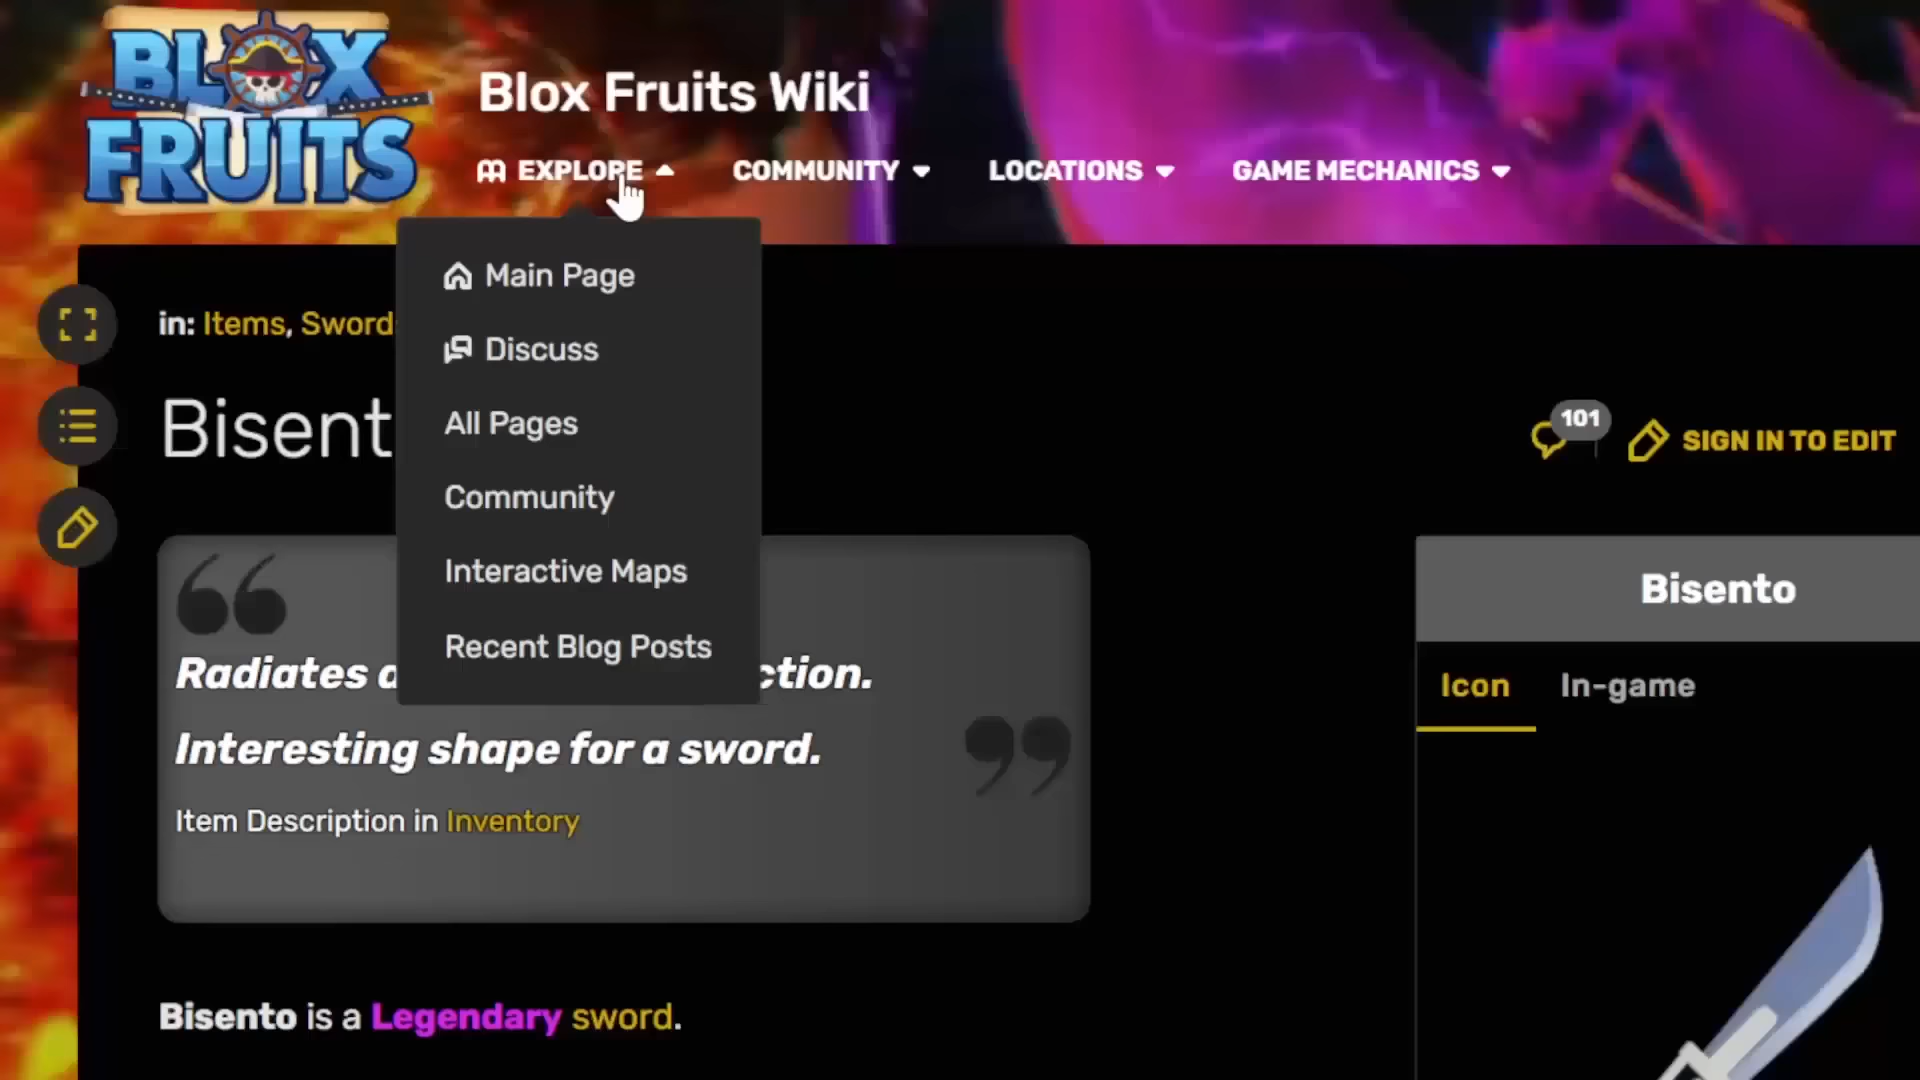 BLOX
FRUITS
Blox Fruits Wiki
EXPLORE
COMMUNITY
LOCATIONS
GAME MECHANICS
Main Page
Discuss
All Pages
Community
Interactive Maps
Recent Blog Posts
in: Items, Sword
Bisent
101
SIGN IN TO EDIT
Radiates ction.
Interesting shape for a sword.
Item Description in Inventory
Bisento is a Legendary sword.
Bisento
Icon
In-game